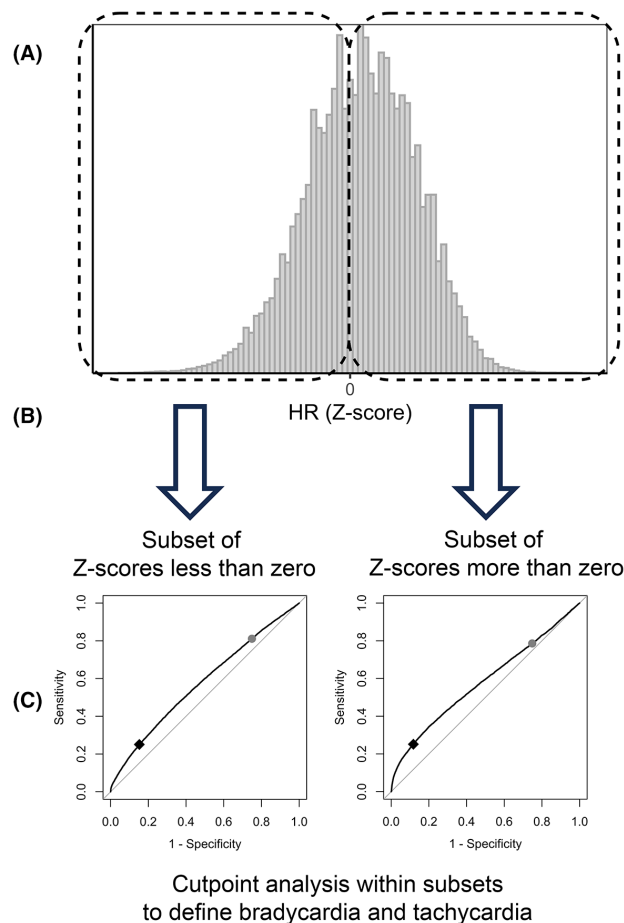 (A)
0
HR (Z-score)
(B)
Subset of
Z-scores less than zero
Subset of
Z-scores more than zero
(C)
Sensitivity
0.0 0.2 0.4 0.6 0.8 1.0
0.0 0.2 0.4 0.6 0.8 1.0
1 - Specificity
Sensitivity
0.0 0.2 0.4 0.6 0.8 1.0
0.0 0.2 0.4 0.6 0.8 1.0
1 - Specificity
Cutpoint analysis within subsets
to define bradycardia and tachycardia